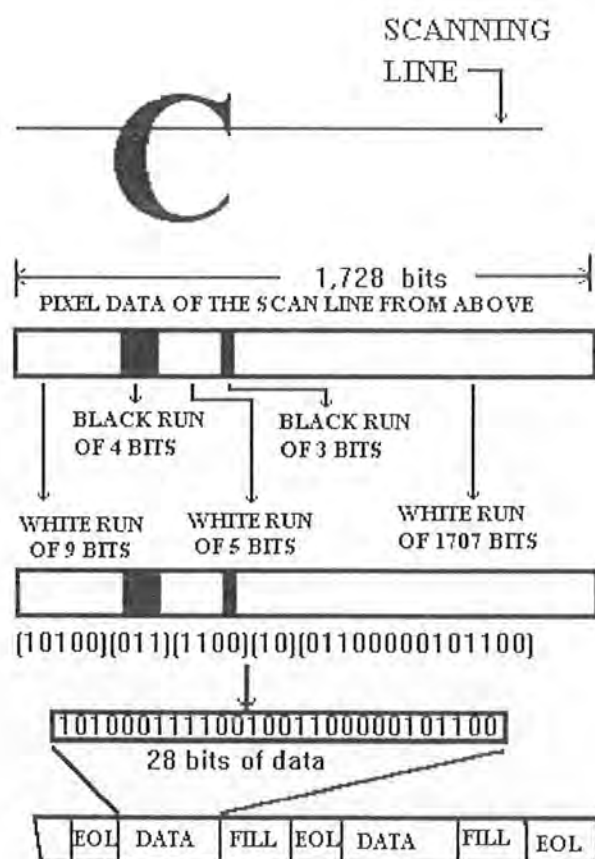 SCANNING
LINE
C
1,728 bits
PIXEL DATA OF THE SCAN LINE FROM ABOVE
BLACK RUN
OF 4 BITS
BLACK RUN
OF 3 BITS
WHITE RUN
OF 9 BITS
WHITE RUN
OF 5 BITS
WHITE RUN
OF 1707 BITS
(10100)(011)(1100)(10)(01100000101100)
1010001111001001100000101100
28 bits of data
EOL DATA FILL EOL DATA FILL EOL